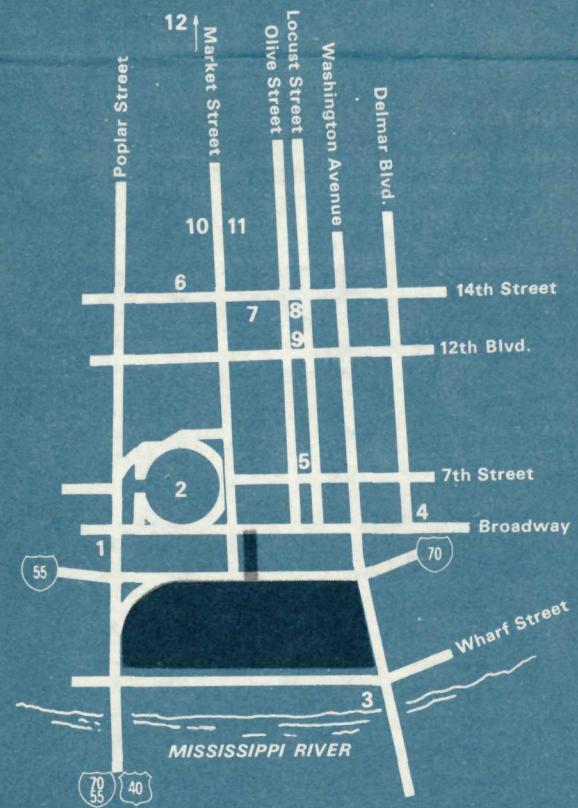 12
Poplar Street
Market Street
Olive Street
Locust Street
Washington Avenue
Delmar Blvd.
10
11
6
14th Street
7
8
9
12th Blvd.
5
7th Street
2
4
Broadway
1
55
70
Wharf Street
3
MISSISSIPPI RIVER
70
55
40